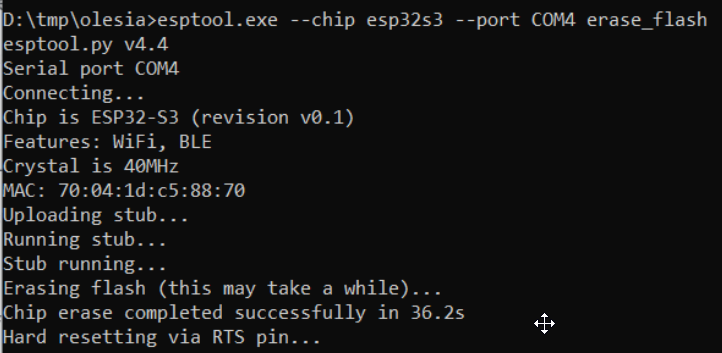 D:\tmp\olesia>esptool.exe --chip esp32s3 --port COM4 erase_flash
esptool.py v4.4
Serial port COM4
Connecting...
Chip is ESP32-S3 (revision v0.1)
Features: WiFi, BLE
Crystal is 40MHz
MAC: 70:04:1d:c5:88:70
Uploading stub...
Running stub...
Stub running...
Erasing flash (this may take a while)...
Chip erase completed successfully in 36.2s
Hard resetting via RTS pin...